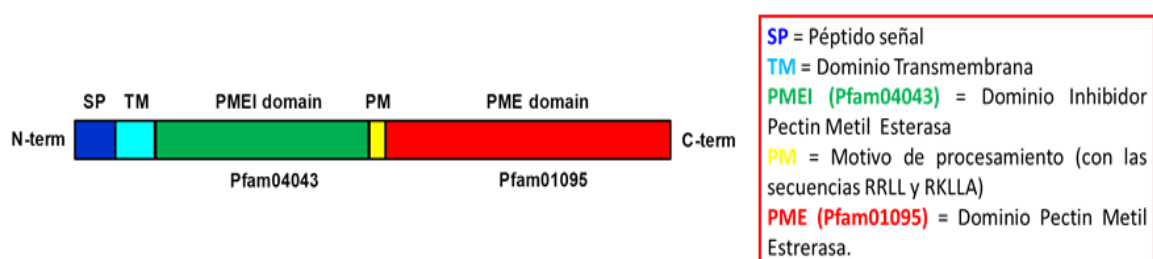 SP TM PMEI domain PM PME domain
N-term C-term
Pfam04043 Pfam01095
SP = Péptido señal
TM = Dominio Transmembrana
PMEI (Pfam04043) = Dominio Inhibidor
Pectin Metil Esterasa
PM = Motivo de procesamiento (con las
secuencias RRLL y RKLLA)
PME (Pfam01095) = Dominio Pectin Metil
Estrerasa.